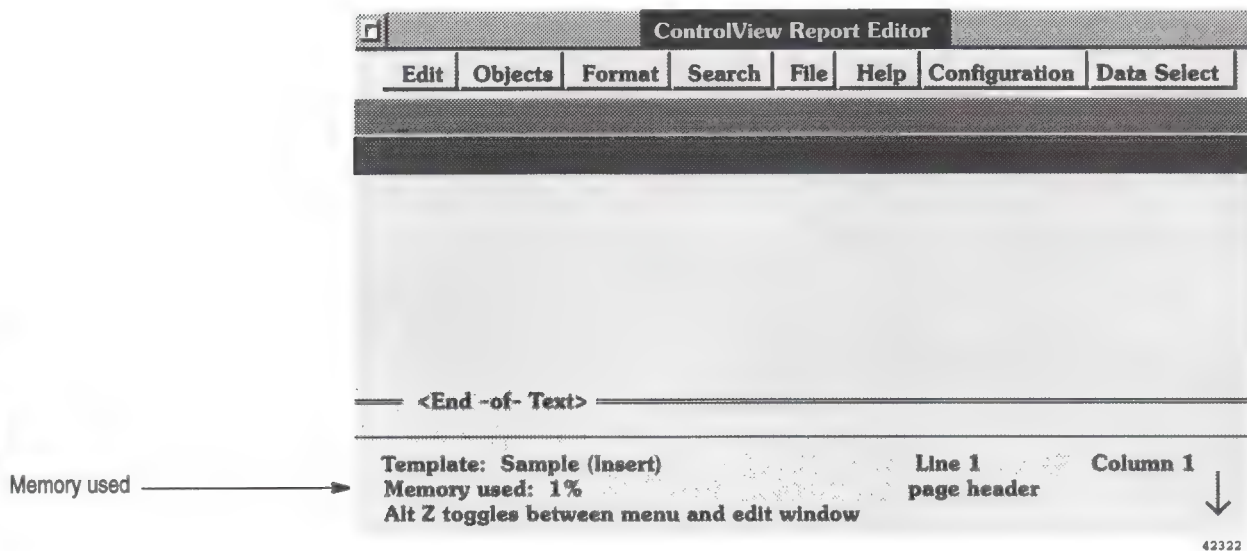 ControlView Report Editor
Edit Objects Format Search File Help Configuration Data Select
<End -of- Text>
Template: Sample (Insert) Line 1 Column 1
Memory used Memory used: 1% page header
Alt Z toggles between menu and edit window
42322